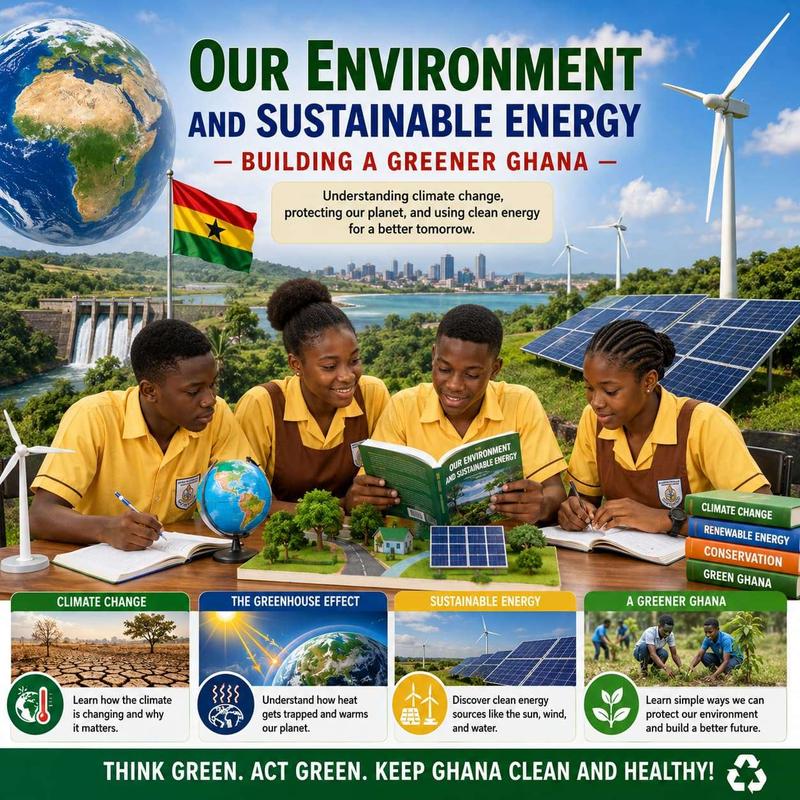 OUR ENVIRONMENT
AND SUSTAINABLE ENERGY
— BUILDING A GREENER GHANA —
Understanding climate change,
protecting our planet, and using clean energy
for a better tomorrow.
OUR ENVIRONMENT
AND SUSTAINABLE ENERGY
CLIMATE CHANGE
RENEWABLE ENERGY
CONSERVATION
GREEN GHANA
CLIMATE CHANGE
Learn how the climate
is changing and why
it matters.
THE GREENHOUSE EFFECT
Understand how heat
gets trapped and warms
our planet.
SUSTAINABLE ENERGY
Discover clean energy
sources like the sun, wind,
and water.
A GREENER GHANA
Learn simple ways we can
protect our environment
and build a better future.
THINK GREEN. ACT GREEN. KEEP GHANA CLEAN AND HEALTHY!